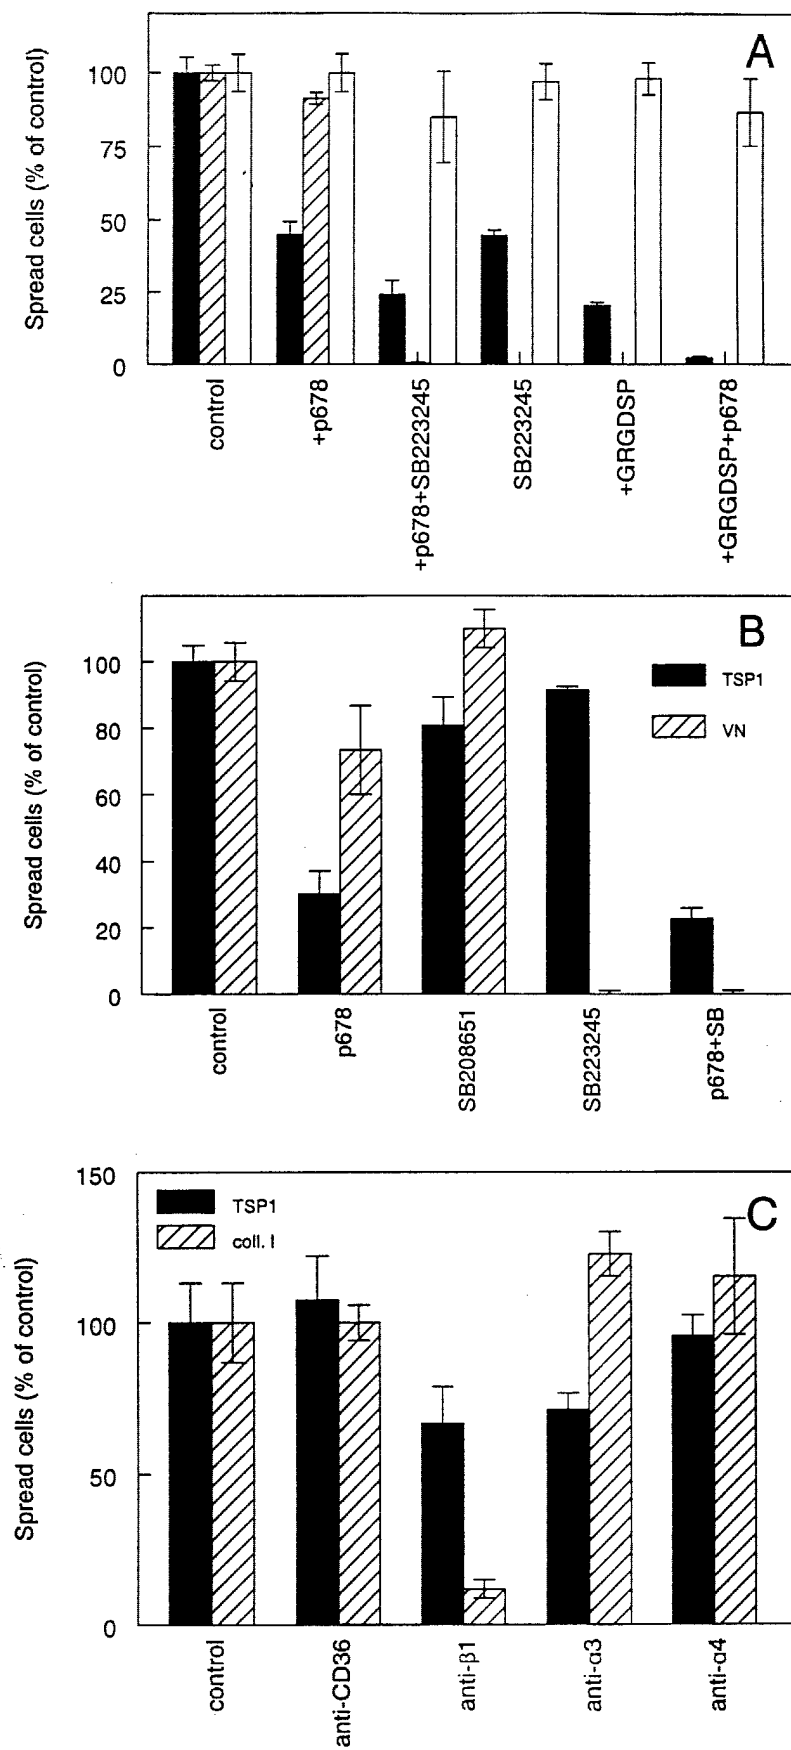 A
Spread cells (% of control)
100
75
50
25
0
control
+p678
+p678+SB223245
SB223245
+GRGDSP
+GRGDSP+p678
B
Spread cells (% of control)
100
80
60
40
20
0
TSP1
VN
control
p678
SB208651
SB223245
p678+SB
C
Spread cells (% of control)
150
100
50
0
TSP1
coll. I
control
anti-CD36
anti-β1
anti-α3
anti-α4